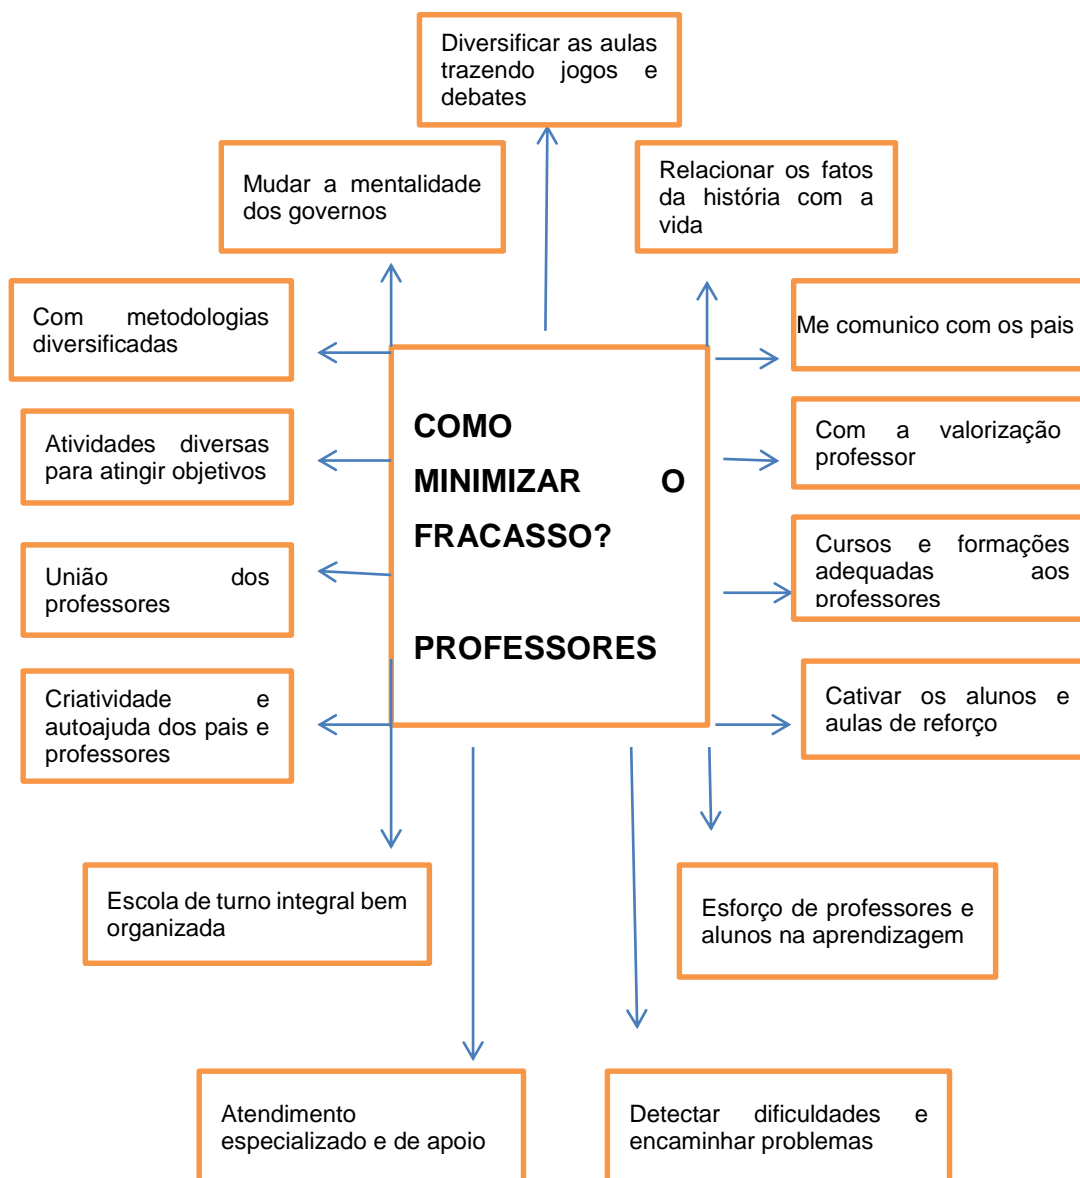 Diversificar as aulas
trazendo jogos e
debates
Mudar a mentalidade
dos governos
Relacionar os fatos
da história com a
vida
Com metodologias
diversificadas
Me comunico com os pais
Atividades diversas
para atingir objetivos
COMO
MINIMIZAR O
FRACASSO?
PROFESSORES
Com a valorização
professor
União dos
professores
Cursos e formações
adequadas aos
professores
Criatividade e
autoajuda dos pais e
professores
Cativar os alunos e
aulas de reforço
Escola de turno integral bem
organizada
Esforço de professores e
alunos na aprendizagem
Atendimento
especializado e de apoio
Detectar dificuldades e
encaminhar problemas